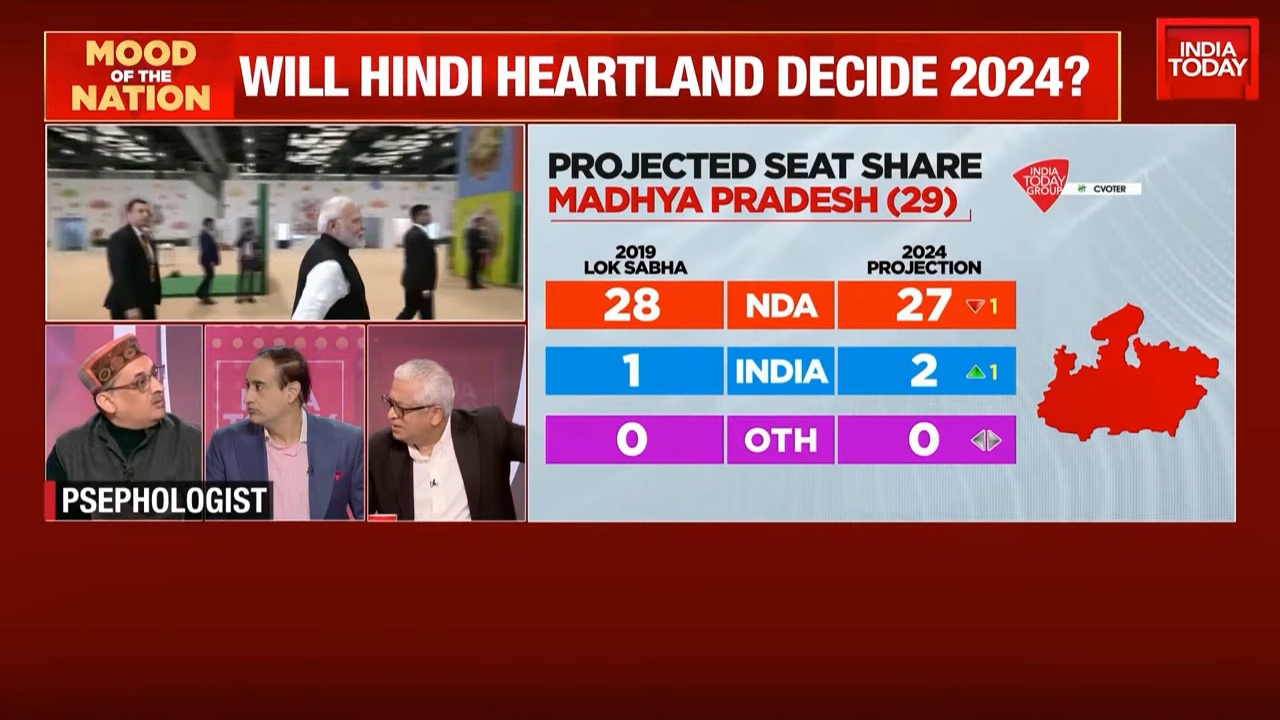 MOOD
OF THE
NATION
WILL HINDI HEARTLAND DECIDE 2024?
INDIA
TODAY
PROJECTED SEAT SHARE
MADHYA PRADESH (29)
INDIA
TODAY
GROUP
CVOTER
2019
LOK SABHA
2024
PROJECTION
28 NDA 27 1
1 INDIA 2 1
0 OTH 0
PSEPHOLOGIST